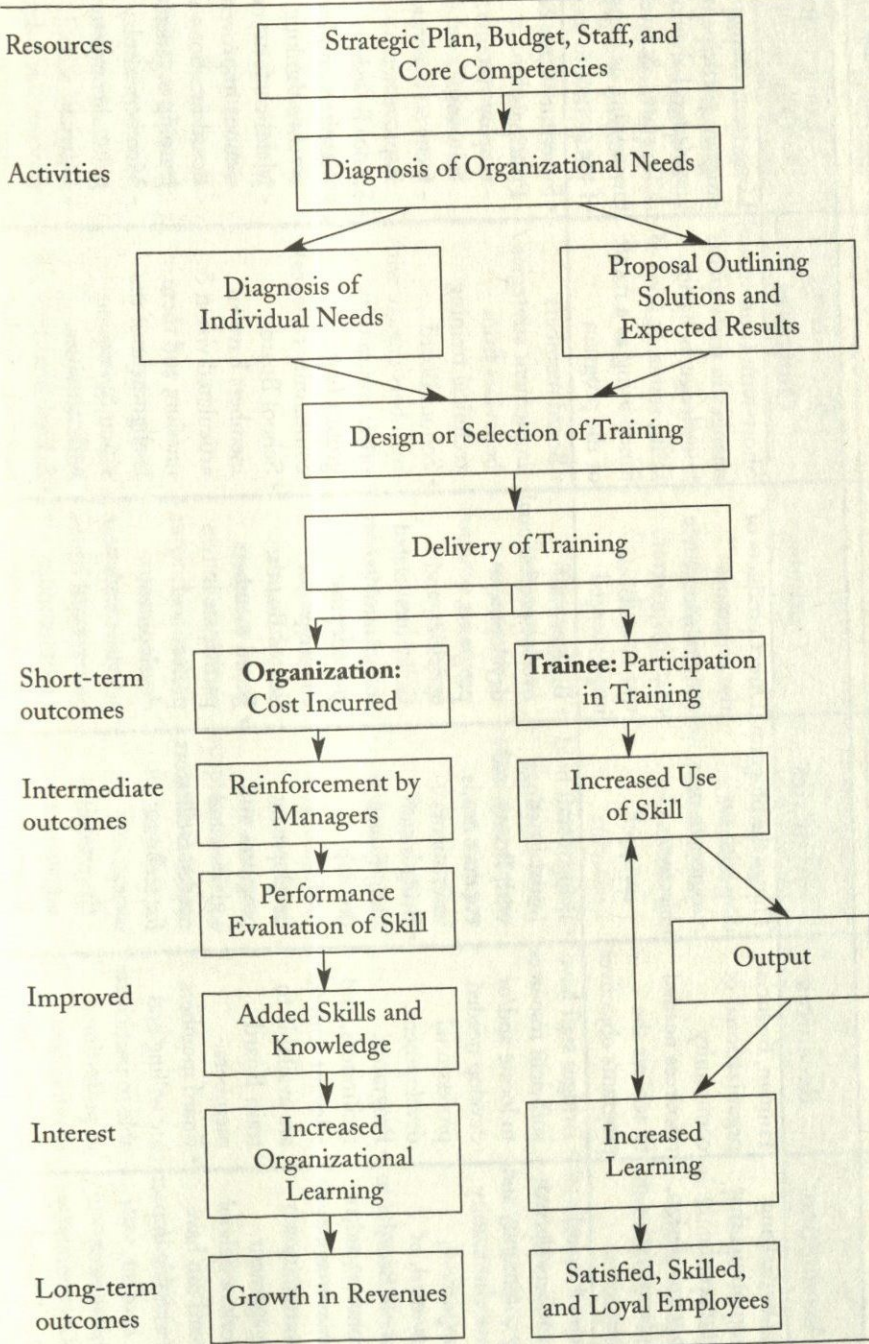 Resources
Strategic Plan, Budget, Staff, and
Core Competencies
Activities
Diagnosis of Organizational Needs
Diagnosis of
Individual Needs
Proposal Outlining
Solutions and
Expected Results
Design or Selection of Training
Delivery of Training
Short-term
outcomes
Organization:
Cost Incurred
Trainee: Participation
in Training
Intermediate
outcomes
Reinforcement by
Managers
Increased Use
of Skill
Performance
Evaluation of Skill
Output
Improved
Added Skills and
Knowledge
Interest
Increased
Organizational
Learning
Increased
Learning
Long-term
outcomes
Growth in Revenues
Satisfied, Skilled,
and Loyal Employees